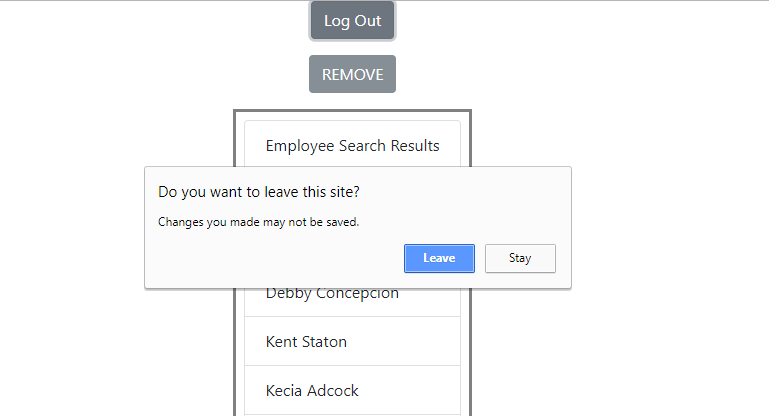 Log Out
REMOVE
Employee Search Results
Do you want to leave this site?
Changes you made may not be saved.
Leave Stay
Debby Concepcion
Kent Staton
Kecia Adcock